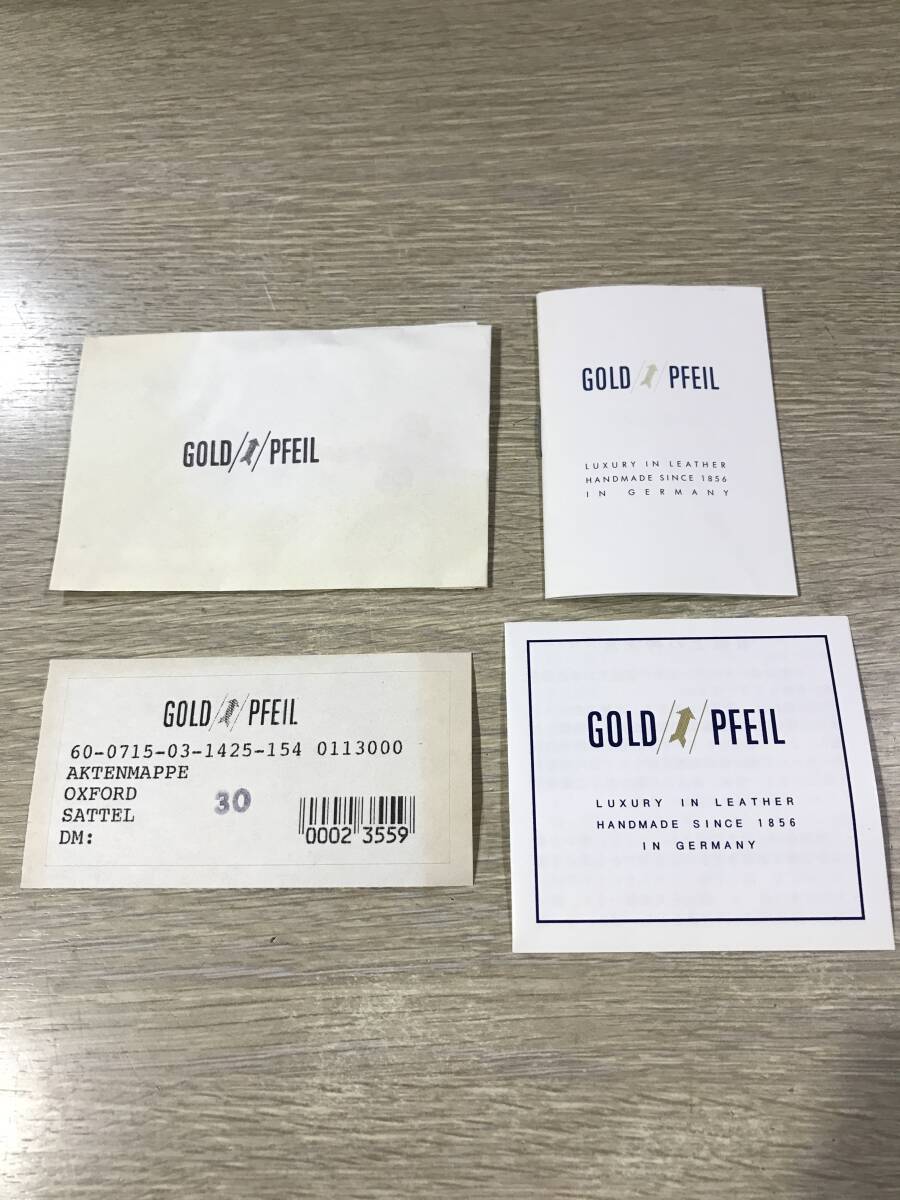 GOLD PFEIL
GOLD PFEIL
LUXURY IN LEATHER
HANDMADE SINCE 1856
IN GERMANY
GOLD PFEIL
60-0715-03-1425-154 0113000
AKTENMAPPE
OXFORD
SATTEL
DM:
30
0002 3559
GOLD PFEIL
LUXURY IN LEATHER
HANDMADE SINCE 1856
IN GERMANY